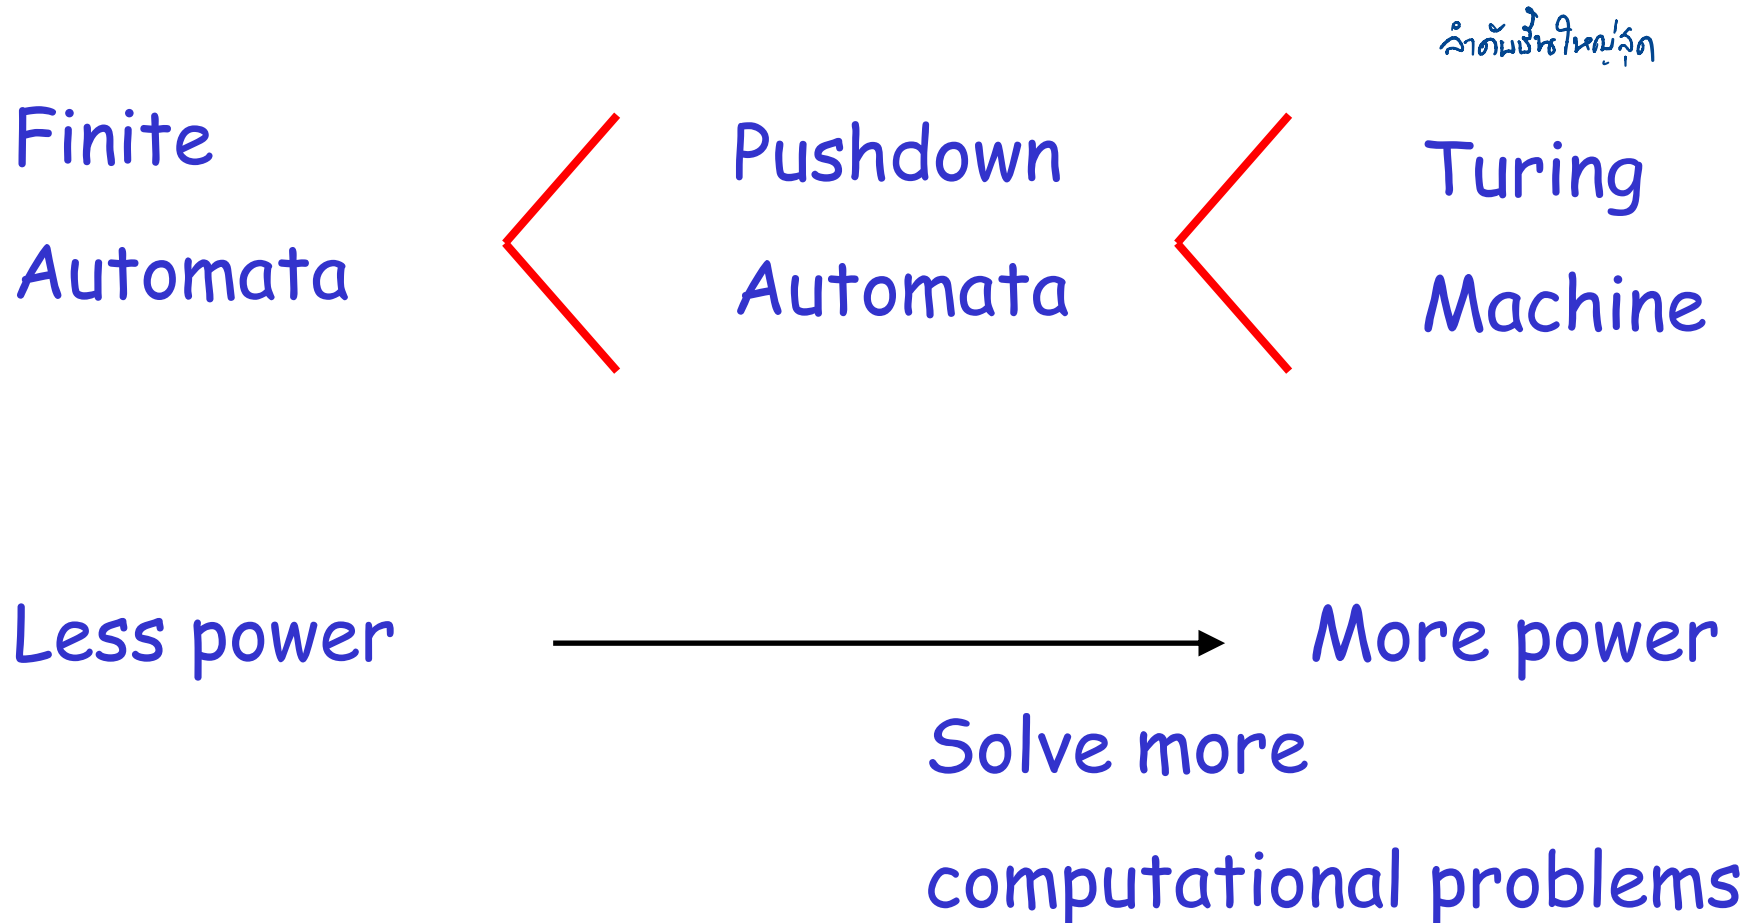 ลำดับชั้นใหญ่สุด
Finite
Automata
Pushdown
Automata
Turing
Machine
Less power
More power
Solve more
computational problems